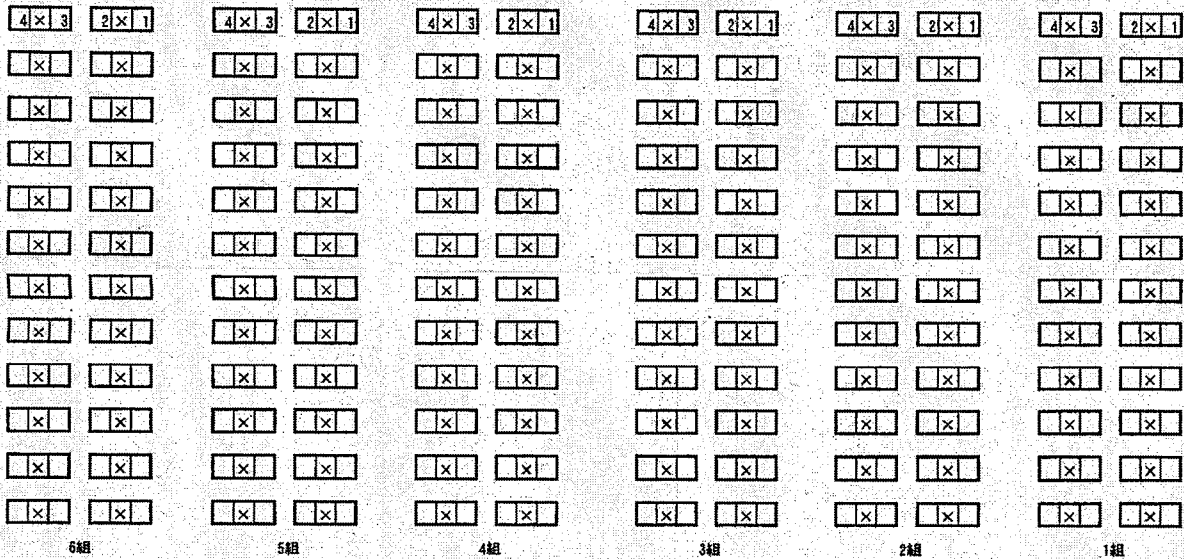 4 × 3 2 × 1 4 × 3 2 × 1 4 × 3 2 × 1 4 × 3 2 × 1 4 × 3 2 × 1 4 × 3 2 × 1
× × × × × × × × × × × ×
× × × × × × × × × × × ×
× × × × × × × × × × × ×
× × × × × × × × × × × ×
× × × × × × × × × × × ×
× × × × × × × × × × × ×
× × × × × × × × × × × ×
× × × × × × × × × × × ×
× × × × × × × × × × × ×
× × × × × × × × × × × ×
× × × × × × × × × × × ×
6組 5組 4組 3組 2組 1組